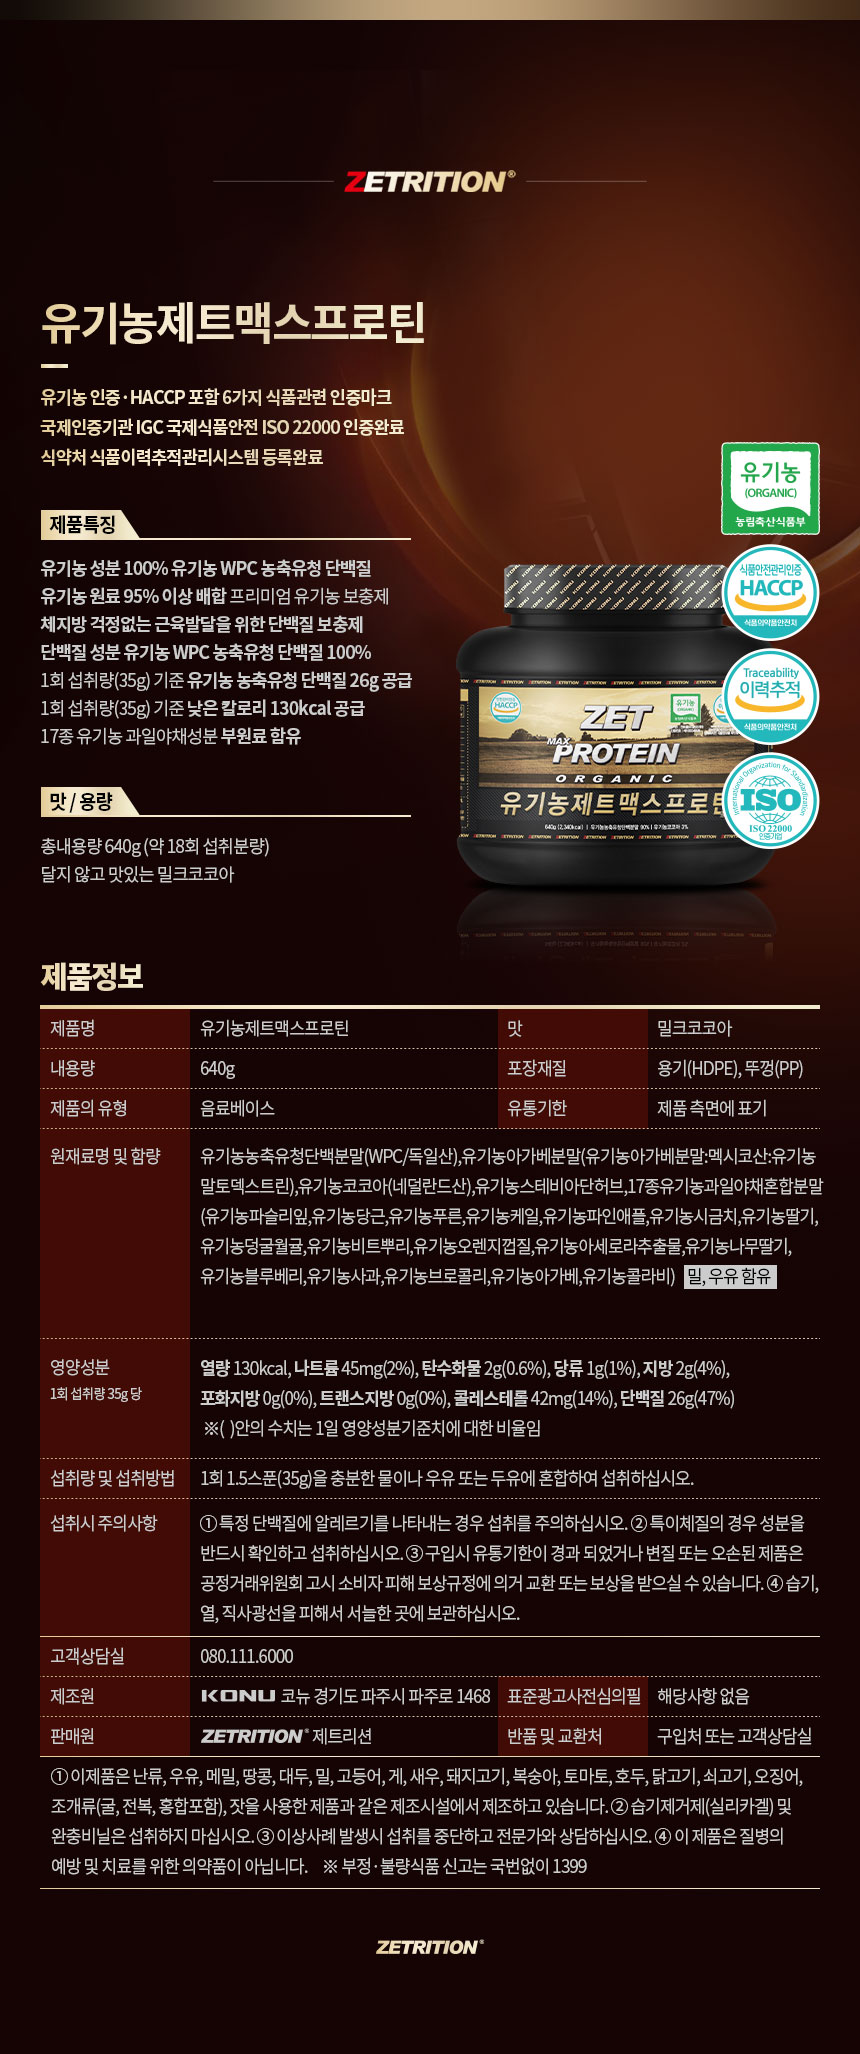 ZETRITION®
유기농제트맥스프로틴
유기농 인증·HACCP 포함 6가지 식품관련 인증마크
국제인증기관 IGC 국제식품안전 ISO 22000 인증완료
식약처 식품이력추적관리시스템 등록완료
제품특징
유기농 성분 100% 유기농 WPC 농축유청 단백질
유기농 원료 95% 이상 배합 프리미엄 유기농 보충제
체지방 걱정없는 근육발달을 위한 단백질 보충제
단백질 성분 유기농 WPC 농축유청 단백질 100%
1회 섭취량(35g) 기준 유기농 농축유청 단백질 26g 공급
1회 섭취량(35g) 기준 낮은 칼로리 130kcal 공급
17종 유기농 과일야채성분 부원료 함유
맛 / 용량
총내용량 640g (약 18회 섭취분량)
달지 않고 맛있는 밀크코코아
유기농
(ORGANIC)
농림축산식품부
식품안전관리인증
HACCP
식품의약품안전처
Traceability
이력추적
식품의약품안전처
International Organization for Standardization
ISO
ISO 22000
인증기업
HACCP
유기농
ZET
MAX
PROTEIN
ORGANIC
유기농제트맥스프로틴
640g (2,340kcal) | 유기농농축유청단백분말 90% | 유기농코코아 3%
제품정보
제품명 유기농제트맥스프로틴 맛 밀크코코아
내용량 640g 포장재질 용기(HDPE), 뚜껑(PP)
제품의 유형 음료베이스 유통기한 제품 측면에 표기
원재료명 및 함량 유기농농축유청단백분말(WPC/독일산),유기농아가베분말(유기농아가베분말:멕시코산:유기농
말토덱스트린),유기농코코아(네덜란드산),유기농스테비아단허브,17종유기농과일야채혼합분말
(유기농파슬리잎,유기농당근,유기농푸룬,유기농케일,유기농파인애플,유기농시금치,유기농딸기,
유기농덩굴월귤,유기농비트뿌리,유기농오렌지껍질,유기농아세로라추출물,유기농나무딸기,
유기농블루베리,유기농사과,유기농브로콜리,유기농아가베,유기농콜라비) 밀, 우유 함유
영양성분 열량 130kcal, 나트륨 45mg(2%), 탄수화물 2g(0.6%), 당류 1g(1%), 지방 2g(4%),
1회 섭취량 35g 당 포화지방 0g(0%), 트랜스지방 0g(0%), 콜레스테롤 42mg(14%), 단백질 26g(47%)
※( )안의 수치는 1일 영양성분기준치에 대한 비율임
섭취량 및 섭취방법 1회 1.5스푼(35g)을 충분한 물이나 우유 또는 두유에 혼합하여 섭취하십시오.
섭취시 주의사항 ① 특정 단백질에 알레르기를 나타내는 경우 섭취를 주의하십시오. ② 특이체질의 경우 성분을
반드시 확인하고 섭취하십시오. ③ 구입시 유통기한이 경과 되었거나 변질 또는 오손된 제품은
공정거래위원회 고시 소비자 피해 보상규정에 의거 교환 또는 보상을 받으실 수 있습니다. ④ 습기,
열, 직사광선을 피해서 서늘한 곳에 보관하십시오.
고객상담실 080.111.6000
제조원 KONU 코뉴 경기도 파주시 파주로 1468 표준광고사전심의필 해당사항 없음
판매원 ZETRITION® 제트리션 반품 및 교환처 구입처 또는 고객상담실
① 이제품은 난류, 우유, 메밀, 땅콩, 대두, 밀, 고등어, 게, 새우, 돼지고기, 복숭아, 토마토, 호두, 닭고기, 쇠고기, 오징어,
조개류(굴, 전복, 홍합포함), 잣을 사용한 제품과 같은 제조시설에서 제조하고 있습니다. ② 습기제거제(실리카겔) 및
완충비닐은 섭취하지 마십시오. ③ 이상사례 발생시 섭취를 중단하고 전문가와 상담하십시오. ④ 이 제품은 질병의
예방 및 치료를 위한 의약품이 아닙니다. ※ 부정·불량식품 신고는 국번없이 1399
ZETRITION®